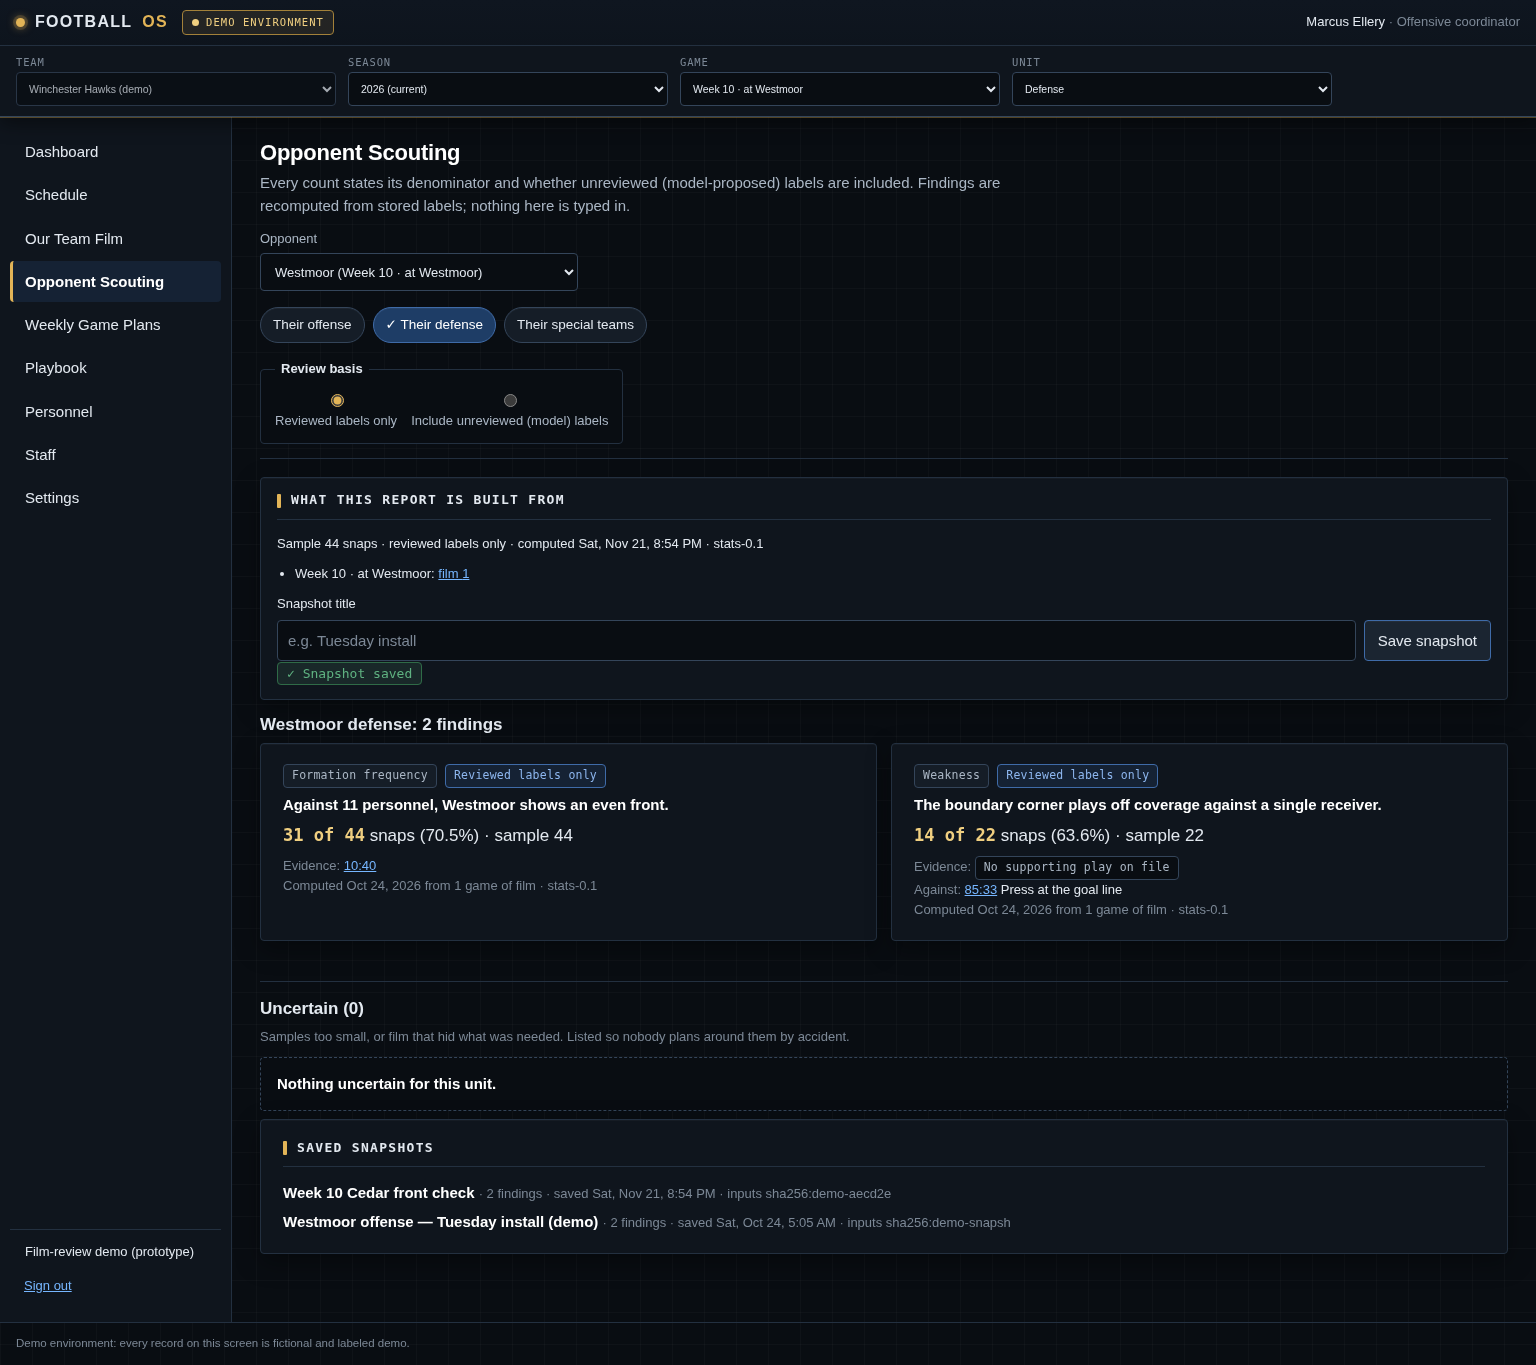 FOOTBALL OS
DEMO ENVIRONMENT
Marcus Ellery · Offensive coordinator
TEAM
Winchester Hawks (demo)
SEASON
2026 (current)
GAME
Week 10 · at Westmoor
UNIT
Defense
Dashboard
Schedule
Our Team Film
Opponent Scouting
Weekly Game Plans
Playbook
Personnel
Staff
Settings
Film-review demo (prototype)
Sign out
Opponent Scouting
Every count states its denominator and whether unreviewed (model-proposed) labels are included. Findings are
recomputed from stored labels; nothing here is typed in.
Opponent
Westmoor (Week 10 · at Westmoor)
Their offense
✓ Their defense
Their special teams
Review basis
Reviewed labels only
Include unreviewed (model) labels
WHAT THIS REPORT IS BUILT FROM
Sample 44 snaps · reviewed labels only · computed Sat, Nov 21, 8:54 PM · stats-0.1
• Week 10 · at Westmoor: film 1
Snapshot title
e.g. Tuesday install
Save snapshot
✓ Snapshot saved
Westmoor defense: 2 findings
Formation frequency
Reviewed labels only
Against 11 personnel, Westmoor shows an even front.
31 of 44 snaps (70.5%) · sample 44
Evidence: 10:40
Computed Oct 24, 2026 from 1 game of film · stats-0.1
Weakness
Reviewed labels only
The boundary corner plays off coverage against a single receiver.
14 of 22 snaps (63.6%) · sample 22
Evidence: No supporting play on file
Against: 85:33 Press at the goal line
Computed Oct 24, 2026 from 1 game of film · stats-0.1
Uncertain (0)
Samples too small, or film that hid what was needed. Listed so nobody plans around them by accident.
Nothing uncertain for this unit.
SAVED SNAPSHOTS
Week 10 Cedar front check · 2 findings · saved Sat, Nov 21, 8:54 PM · inputs sha256:demo-aecd2e
Westmoor offense — Tuesday install (demo) · 2 findings · saved Sat, Oct 24, 5:05 AM · inputs sha256:demo-snapsh
Demo environment: every record on this screen is fictional and labeled demo.